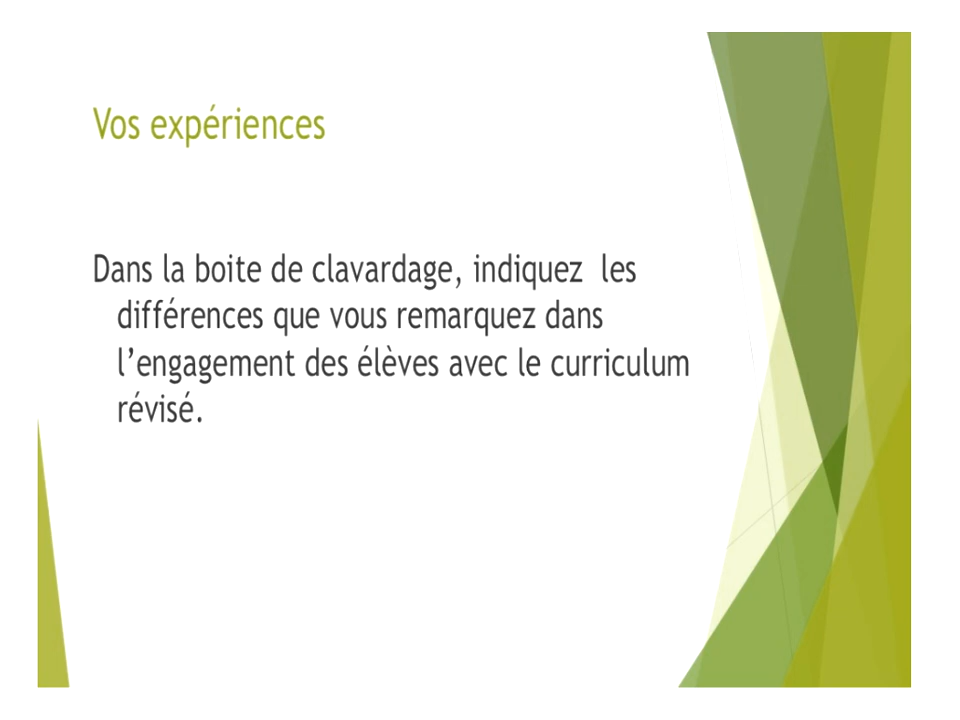 Vos expériences
Dans la boite de clavardage, indiquez  les
différences que vous remarquez dans
l’engagement des élèves avec le curriculum
révisé.